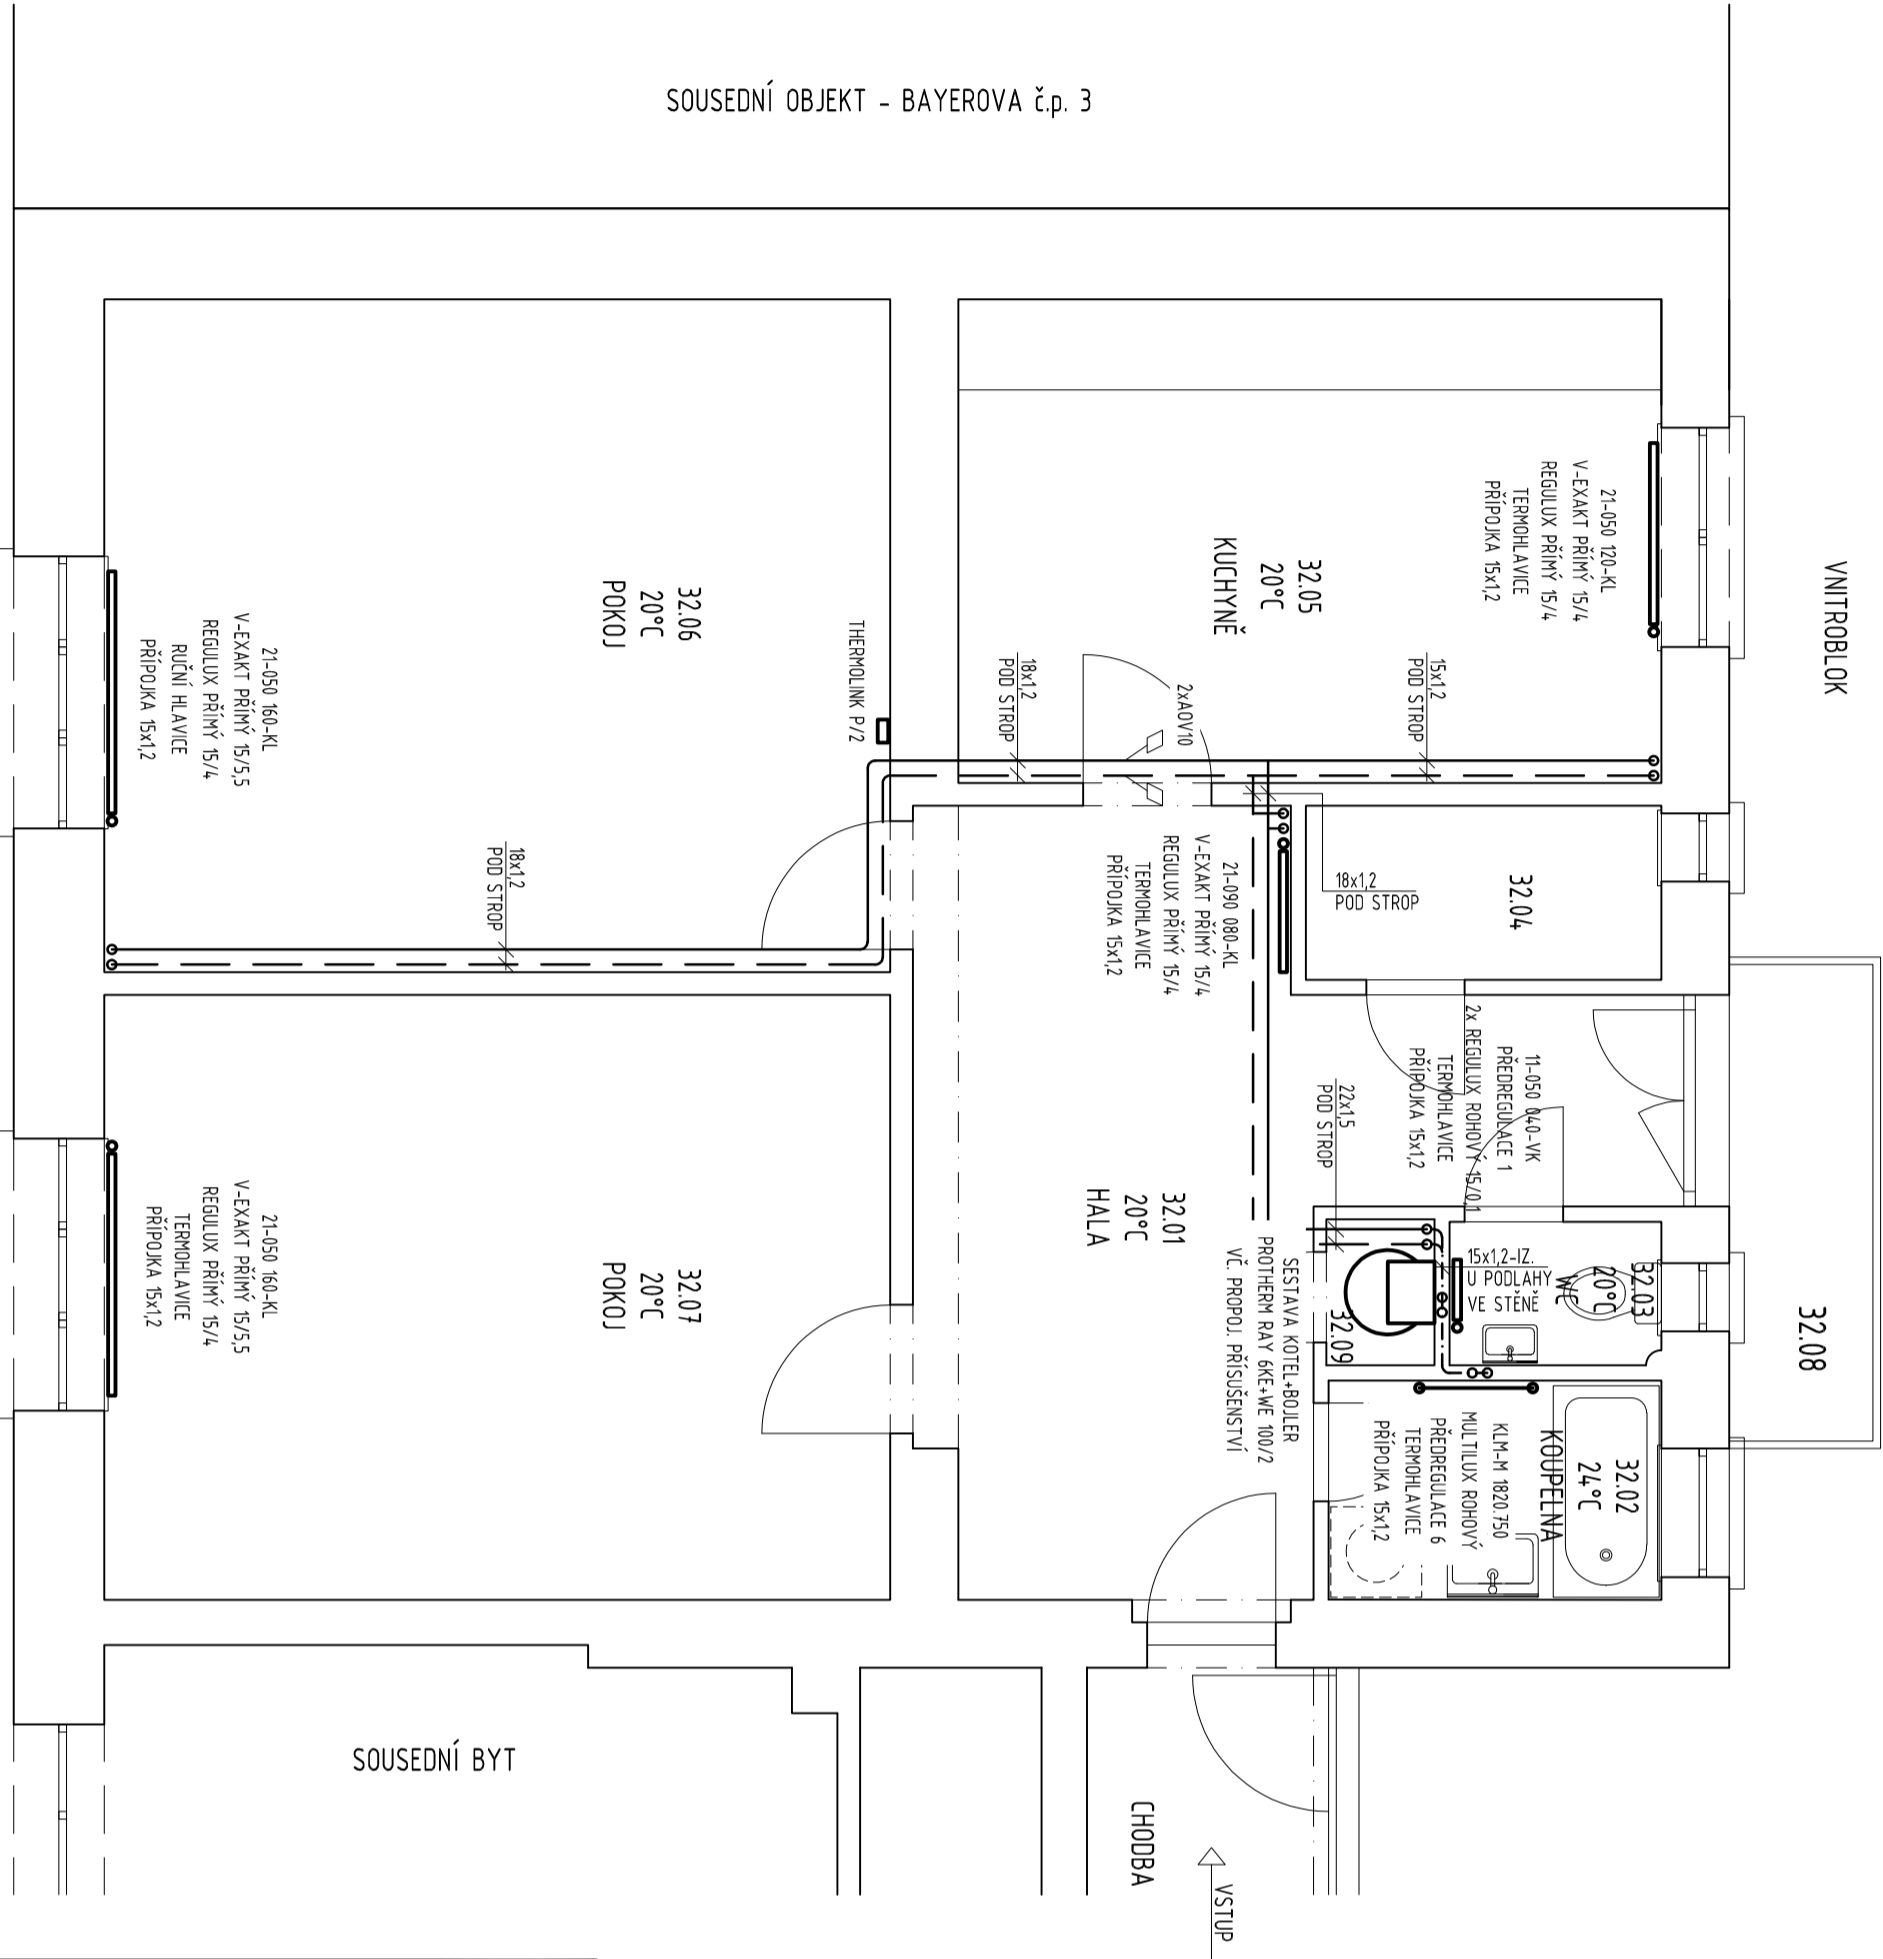 SOUSEDNÍ OBJEKT - BAYEROVA č.p. 3
VNITROBLOK
21-050 120-KL
V-EXAKT PŘÍMÝ 15/4
REGULUX PŘÍMÝ 15/4
TERMOHLAVICE
PŘÍPOJKA 15x1,2
32.05
20°C
KUCHYNĚ
15x1,2
POD STROP
2xAOV10
18x1,2
POD STROP
32.06
20°C
POKOJ
THERMOLINK P/2
21-050 160-KL
V-EXAKT PŘÍMÝ 15/5,5
REGULUX PŘÍMÝ 15/4
RUČNÍ HLAVICE
PŘÍPOJKA 15x1,2
18x1,2
POD STROP
32.04
18x1,2
POD STROP
21-090 080-KL
V-EXAKT PŘÍMÝ 15/4
REGULUX PŘÍMÝ 15/4
TERMOHLAVICE
PŘÍPOJKA 15x1,2
11-050 040-VK
PŘEDREGULACE 1
2x REGULUX ROHOVÝ 15/0,1
TERMOHLAVICE
PŘÍPOJKA 15x1,2
22x1,5
POD STROP
32.01
20°C
HALA
32.03
20°C
WC
15x1,2-IZ.
U PODLAHY
VE STĚNĚ
32.08
32.09
SESTAVA KOTEL+BOJLER
PROTHERM RAY 6KE+WE 100/2
VČ. PROPOJ. PŘÍSUŠENSTVÍ
32.02
24°C
KOUPELNA
KLM-M 1820.750
MULTILUX ROHOVÝ
PŘEDREGULACE 6
TERMOHLAVICE
PŘÍPOJKA 15x1,2
32.07
20°C
POKOJ
21-050 160-KL
V-EXAKT PŘÍMÝ 15/5,5
REGULUX PŘÍMÝ 15/4
TERMOHLAVICE
PŘÍPOJKA 15x1,2
SOUSEDNÍ BYT
CHODBA
VSTUP